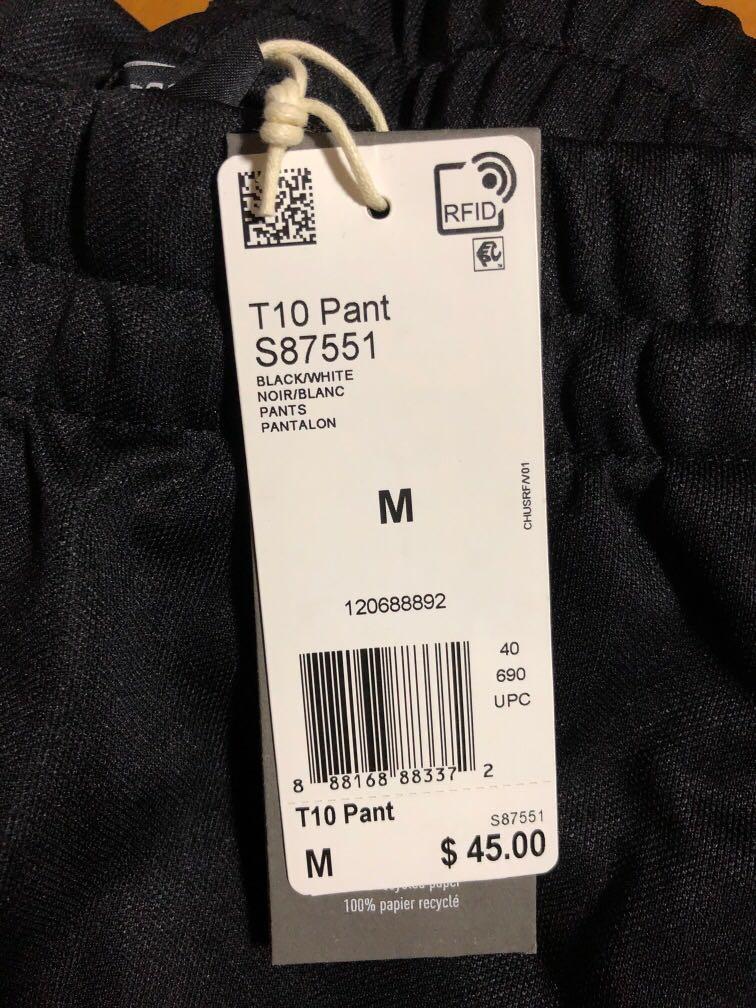 RFID
T10 Pant
S87551
BLACK/WHITE
NOIR/BLANC
PANTS
PANTALON
M
CHUSRF/V01
120688892
40
690
UPC
8 88168 88337 2
T10 Pant
S87551
M
$ 45.00
100% papier recyclé